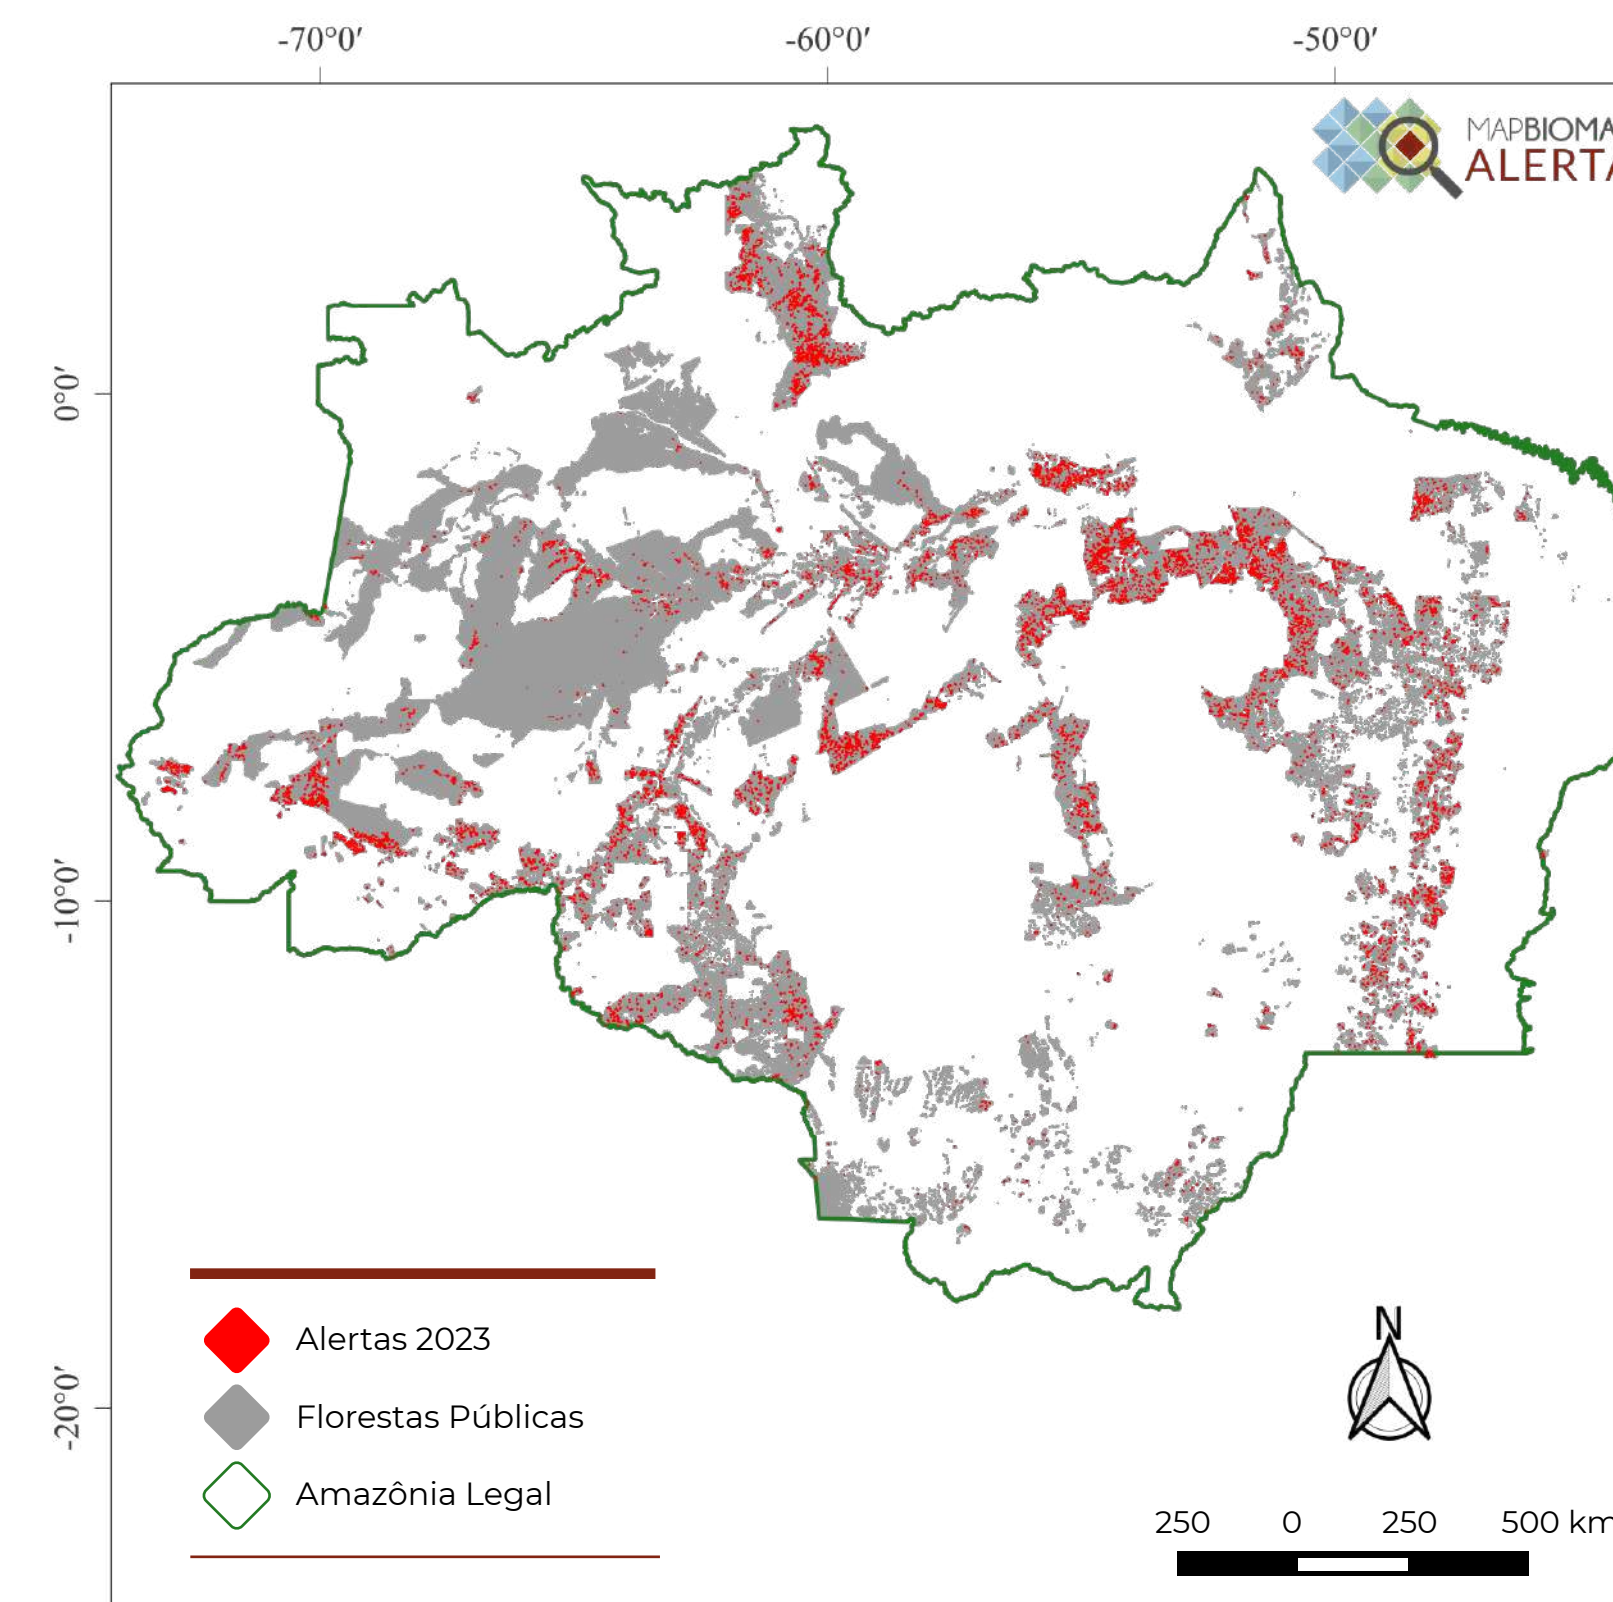 -70°0′ -60°0′ -50°0′
MAPBIOMA
ALERTA
0°0′
-10°0′
-20°0′
Alertas 2023
Florestas Públicas
Amazônia Legal
N
250 0 250 500 km